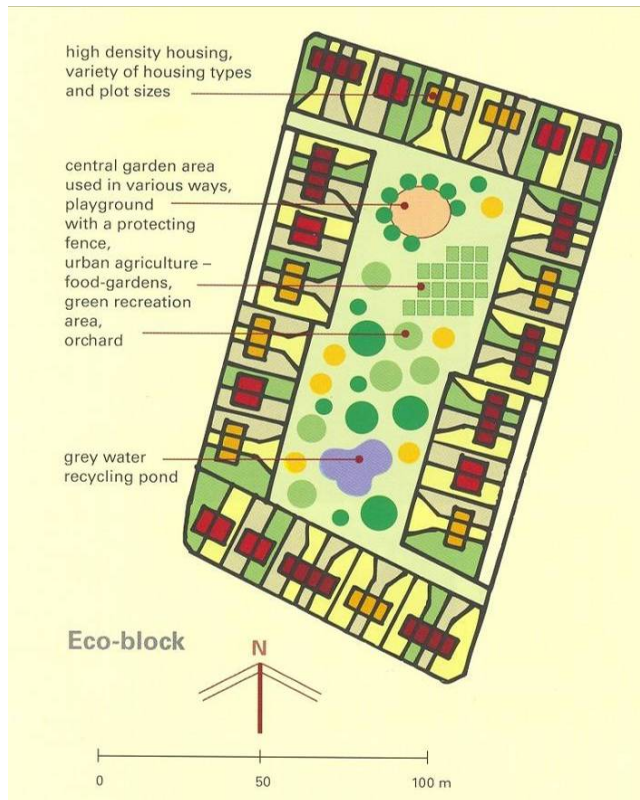 high density housing,
variety of housing types
and plot sizes
central garden area
used in various ways,
playground
with a protecting
fence,
urban agriculture –
food-gardens,
green recreation
area,
orchard
grey water
recycling pond
Eco-block
N
0 50 100 m